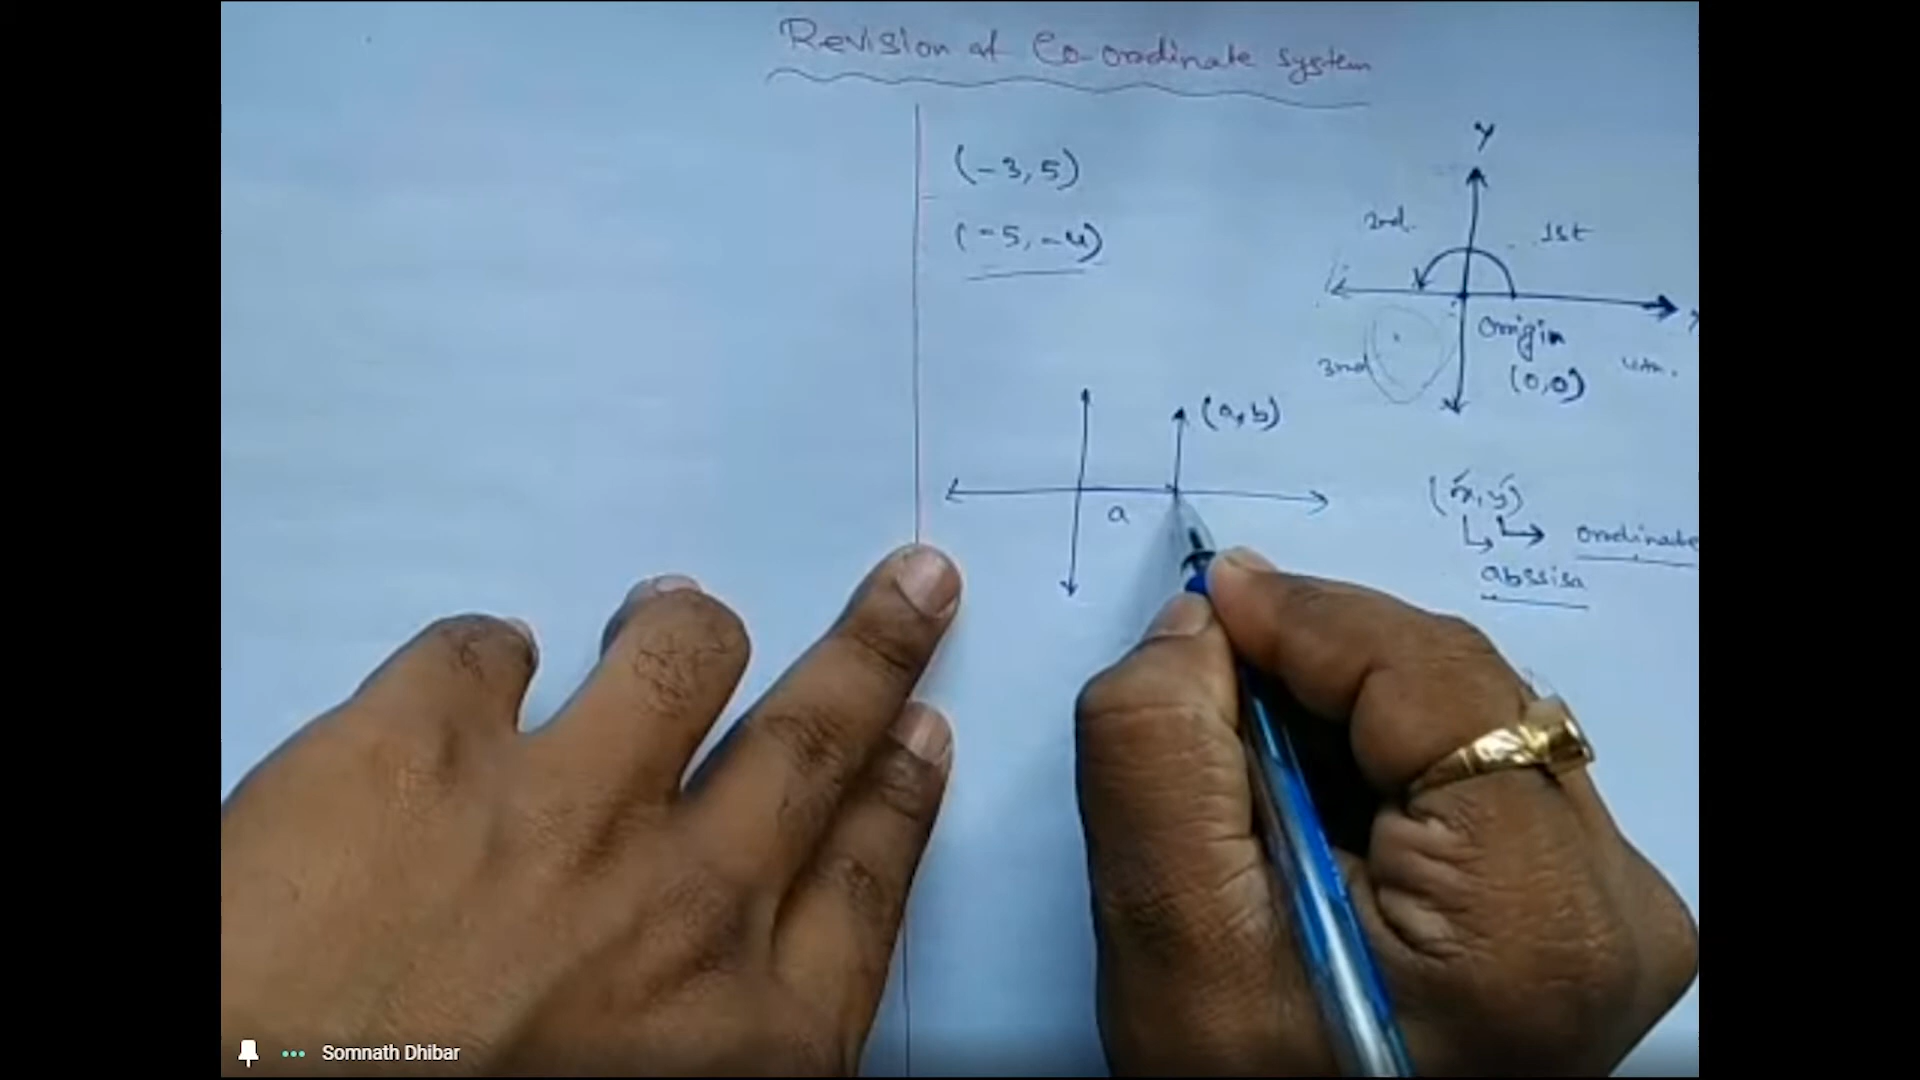 Revision of Co-ordinate system
(-3, 5)
(-5, -4)
Y
2nd.
1st
origin
(0,0)
3rd
4th.
(a, b)
a
(x, y)
ordinate
abssisa
Somnath Dhibar